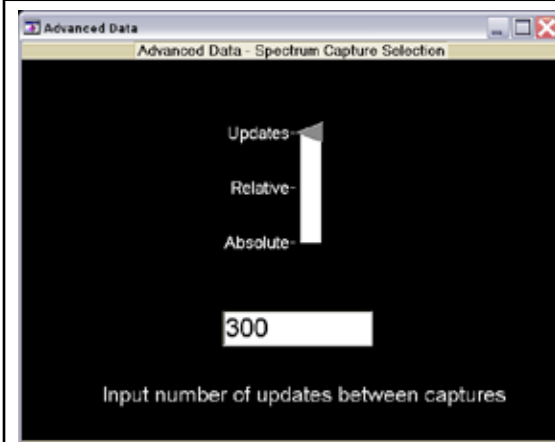 Advanced Data
Advanced Data - Spectrum Capture Selection
Updates
Relative
Absolute
300
Input number of updates between captures